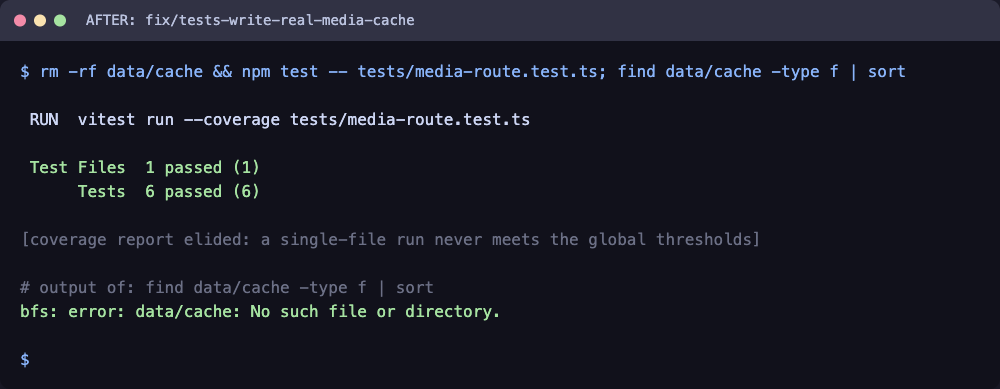 AFTER: fix/tests-write-real-media-cache
$ rm -rf data/cache && npm test -- tests/media-route.test.ts; find data/cache -type f | sort
RUN  vitest run --coverage tests/media-route.test.ts
Test Files  1 passed (1)
Tests  6 passed (6)
[coverage report elided: a single-file run never meets the global thresholds]
# output of: find data/cache -type f | sort
bfs: error: data/cache: No such file or directory.
$